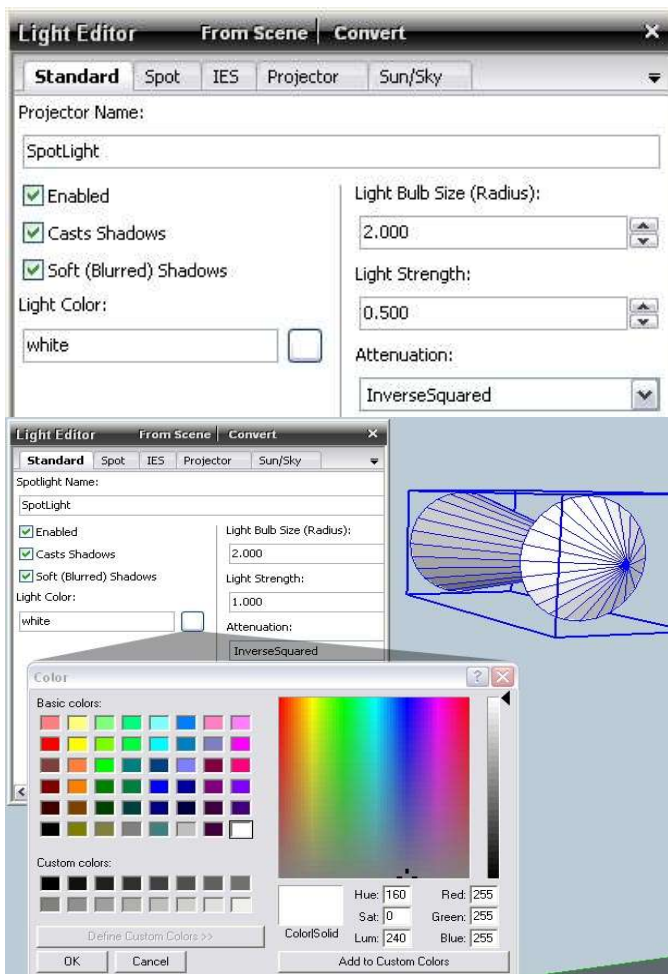 Light Editor From Scene Convert
Standard Spot IES Projector Sun/Sky
Projector Name:
SpotLight
Enabled
Casts Shadows
Soft (Blurred) Shadows
Light Color:
white
Light Bulb Size (Radius):
2.000
Light Strength:
0.500
Attenuation:
InverseSquared
Light Editor From Scene Convert
Standard Spot IES Projector Sun/Sky
Spotlight Name:
SpotLight
Enabled
Casts Shadows
Soft (Blurred) Shadows
Light Color:
white
Light Bulb Size (Radius):
2.000
Light Strength:
1.000
Attenuation:
InverseSquared
Color
Basic colors:
Custom colors:
Define Custom Colors >>
OK Cancel
Color|Solid
Hue: 160 Red: 255
Sat: 0 Green: 255
Lum: 240 Blue: 255
Add to Custom Colors